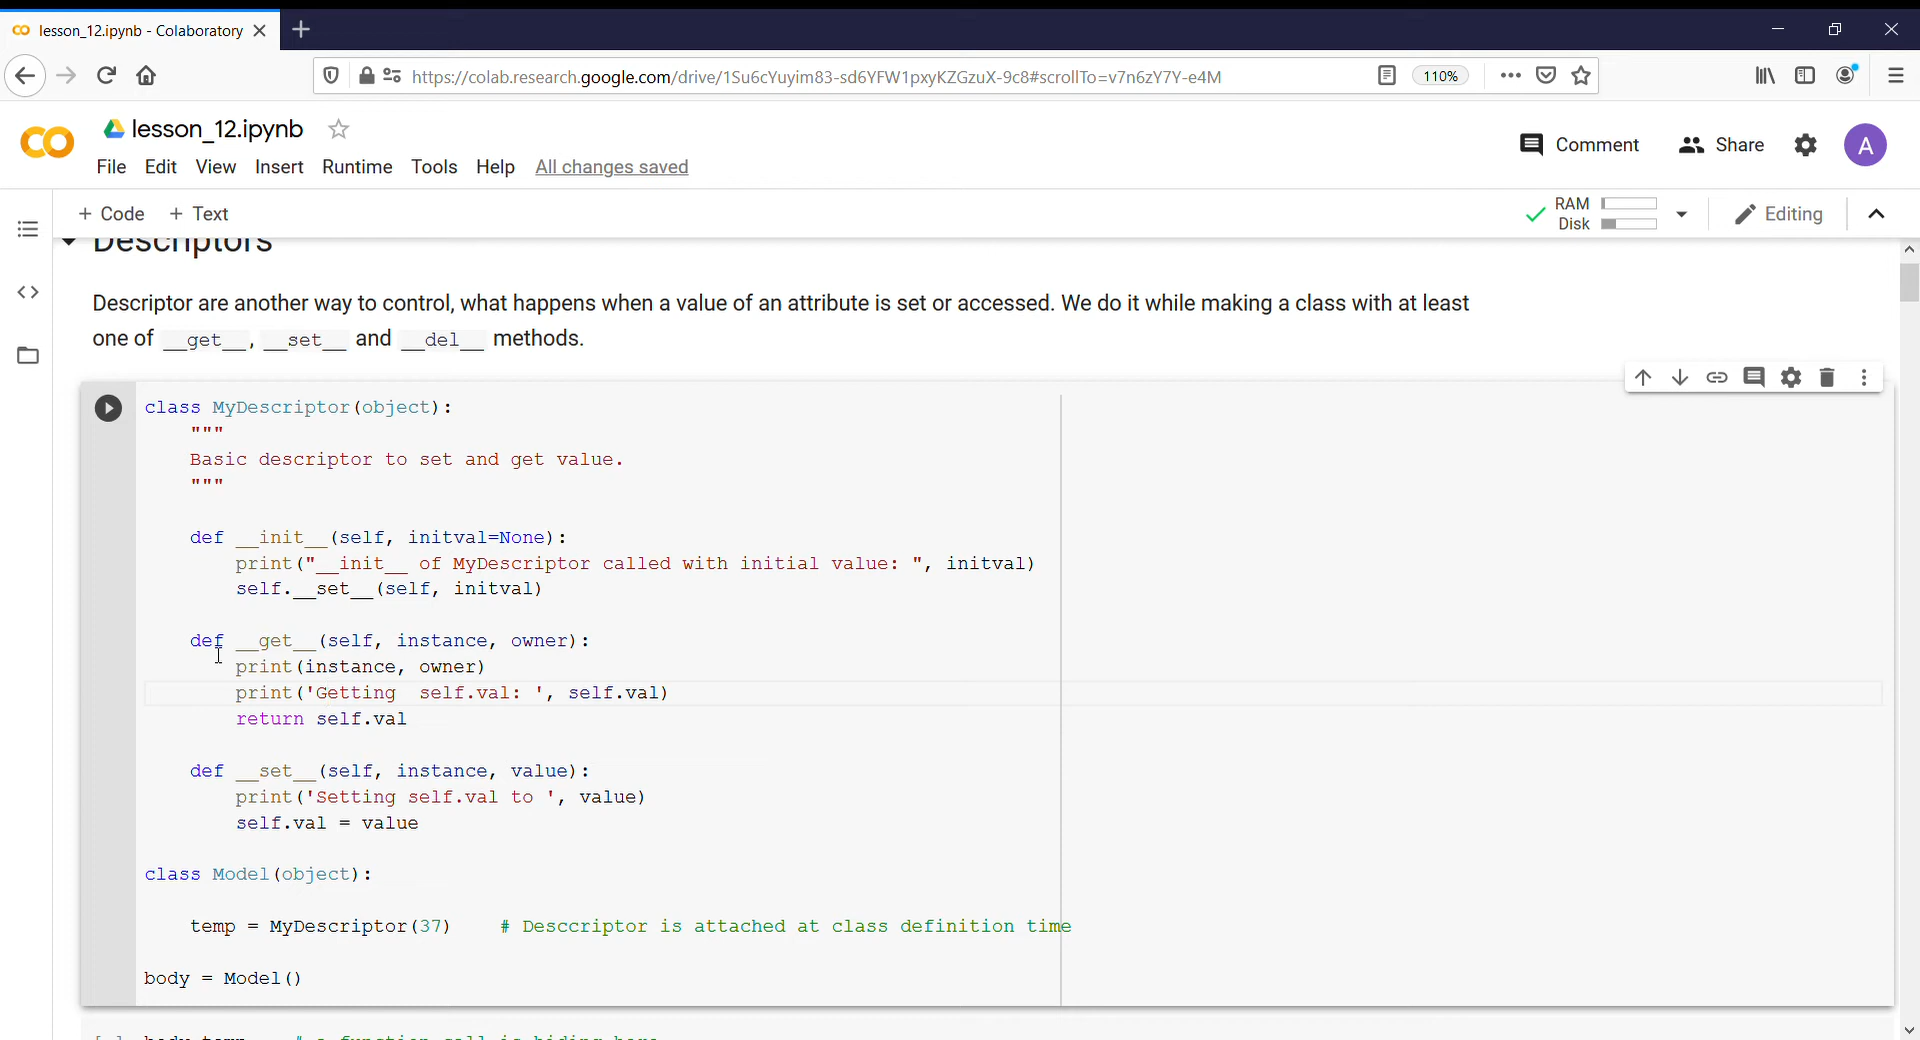 lesson_12.ipynb - Colaboratory
https://colab.research.google.com/drive/1Su6cYuyim83-sd6YFW1pxyKZGzuX-9c8#scrollTo=v7n6zY7Y-e4M
110%
lesson_12.ipynb
Comment
Share
A
File Edit View Insert Runtime Tools Help All changes saved
+ Code + Text
RAM
Disk
Editing
Descriptors
Descriptor are another way to control, what happens when a value of an attribute is set or accessed. We do it while making a class with at least
one of __get__, __set__ and __del__ methods.
class MyDescriptor(object):
    """
    Basic descriptor to set and get value.
    """
    def __init__(self, initval=None):
        print("__init__ of MyDescriptor called with initial value: ", initval)
        self.__set__(self, initval)
    def __get__(self, instance, owner):
        print(instance, owner)
        print('Getting  self.val: ', self.val)
        return self.val
    def __set__(self, instance, value):
        print('Setting self.val to ', value)
        self.val = value
class Model(object):
    temp = MyDescriptor(37)    # Desccriptor is attached at class definition time
body = Model()
[ ] body.temp    # a function call is hiding here